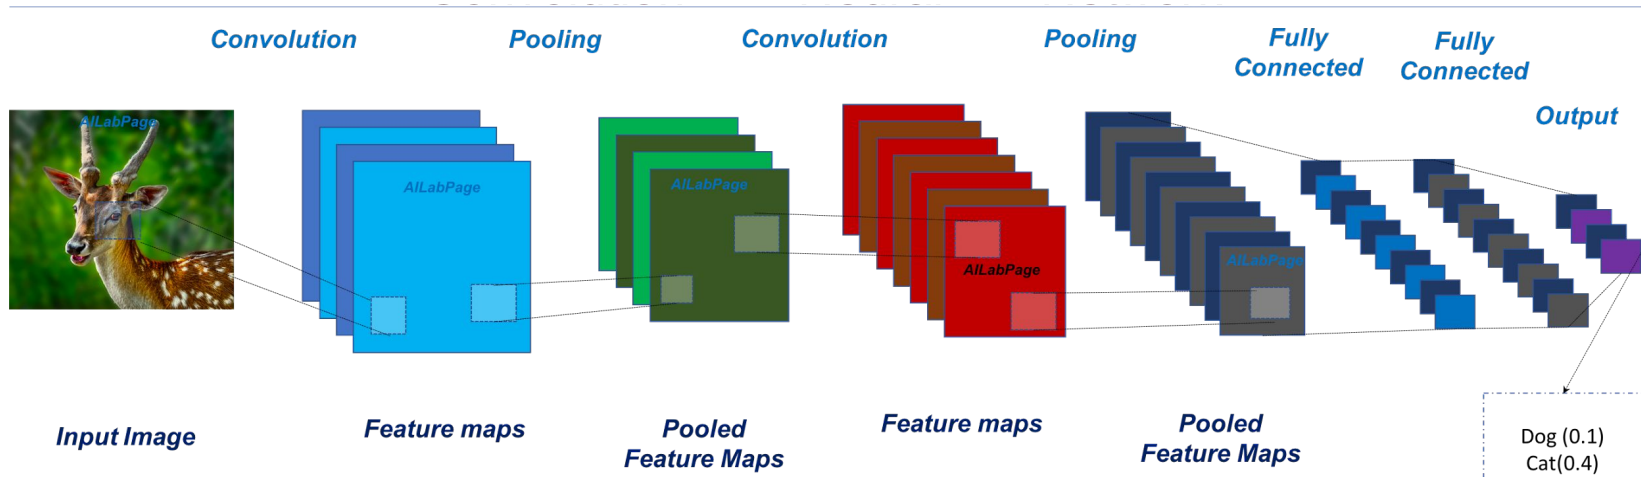 Convolution
Pooling
Convolution
Pooling
Fully
Connected
Fully
Connected
Output
AILabPage
AILabPage
AILabPage
AILabPage
AILabPage
Input Image
Feature maps
Pooled
Feature Maps
Feature maps
Pooled
Feature Maps
Dog (0.1)
Cat(0.4)